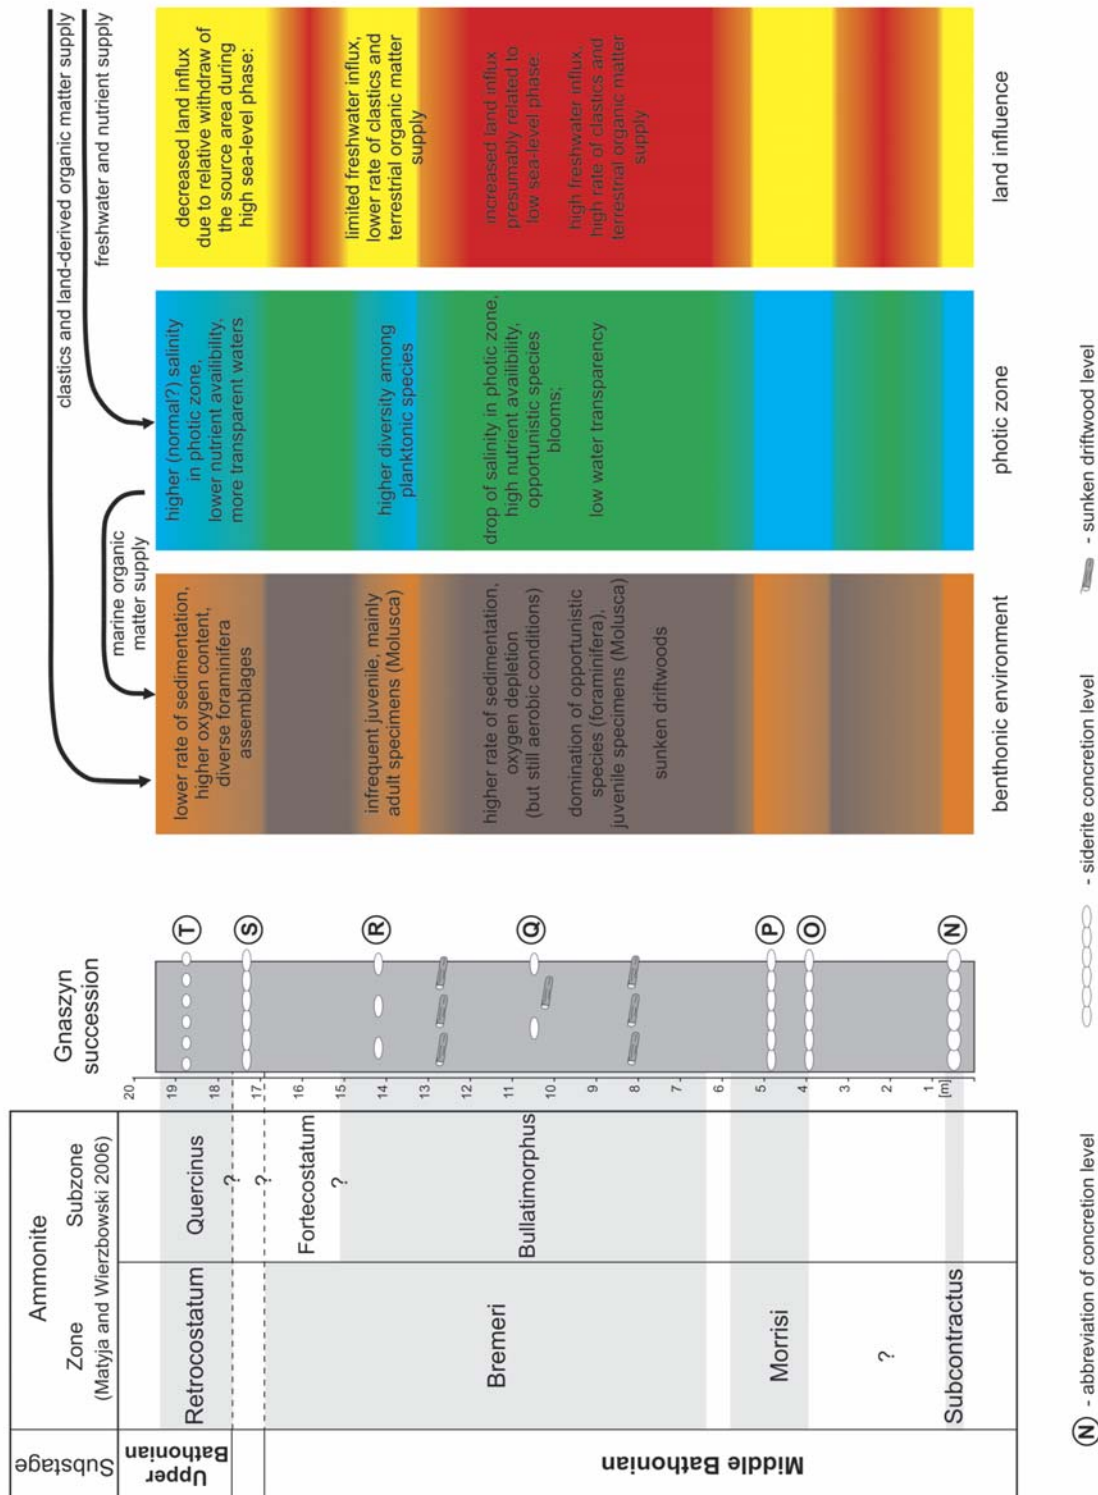 clastics and land-derived organic matter supply
freshwater and nutrient supply
marine organic
matter supply
Substage
Ammonite
Zone
Subzone
(Matyja and Wierzbowski 2006)
Gnaszyn
succession
Upper
Bathonian
Middle Bathonian
Retrocostatum
Bremeri
Morrisi
?
Subcontractus
Quercinus
?
?
Fortecostatum
?
Bullatimorphus
20
19
18
17
16
15
14
13
12
11
10
9
8
7
6
5
4
3
2
1
[m]
T
S
R
Q
P
O
N
lower rate of sedimentation,
higher oxygen content,
diverse foraminifera
assemblages
infrequent juvenile, mainly
adult specimens (Molusca)
higher rate of sedimentation,
oxygen depletion
(but still aerobic conditions)
domination of opportunistic
species (foraminifera),
juvenile specimens (Molusca)
sunken driftwoods
benthonic environment
higher (normal?) salinity
in photic zone,
lower nutrient availibility,
more transparent waters
higher diversity among
planktonic species
drop of salinity in photic zone,
high nutrient availibility,
opportunistic species
blooms;
low water transparency
photic zone
decreased land influx
due to relative withdraw of
the source area during
high sea-level phase:
limited freshwater influx,
lower rate of clastics and
terrestrial organic matter
supply
increased land influx
presumably related to
low sea-level phase:
high freshwater influx,
high rate of clastics and
terrestrial organic matter
supply
land influence
N - abbreviation of concretion level
- siderite concretion level
- sunken driftwood level